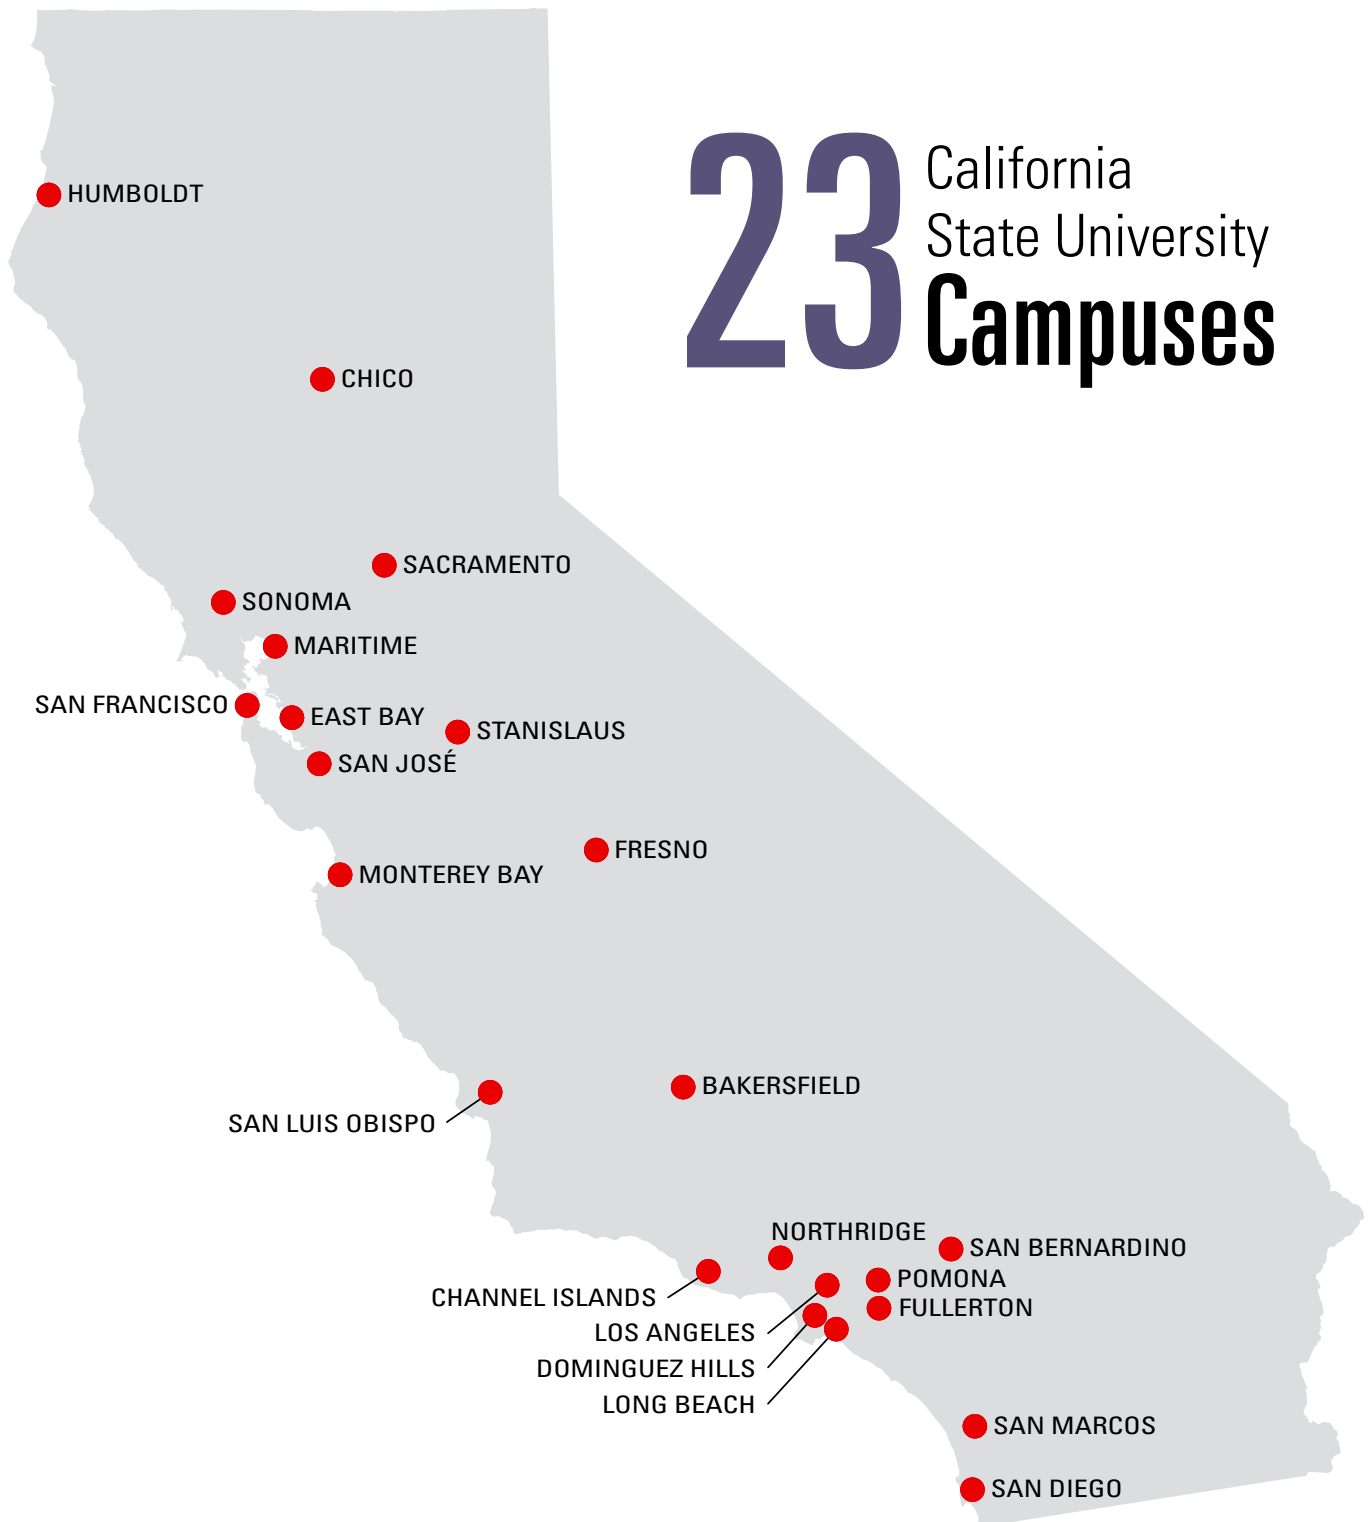 23
California
State University
Campuses
HUMBOLDT
CHICO
SACRAMENTO
SONOMA
MARITIME
SAN FRANCISCO
EAST BAY
STANISLAUS
SAN JOSÉ
FRESNO
MONTEREY BAY
BAKERSFIELD
SAN LUIS OBISPO
NORTHRIDGE
SAN BERNARDINO
POMONA
CHANNEL ISLANDS
FULLERTON
LOS ANGELES
DOMINGUEZ HILLS
LONG BEACH
SAN MARCOS
SAN DIEGO